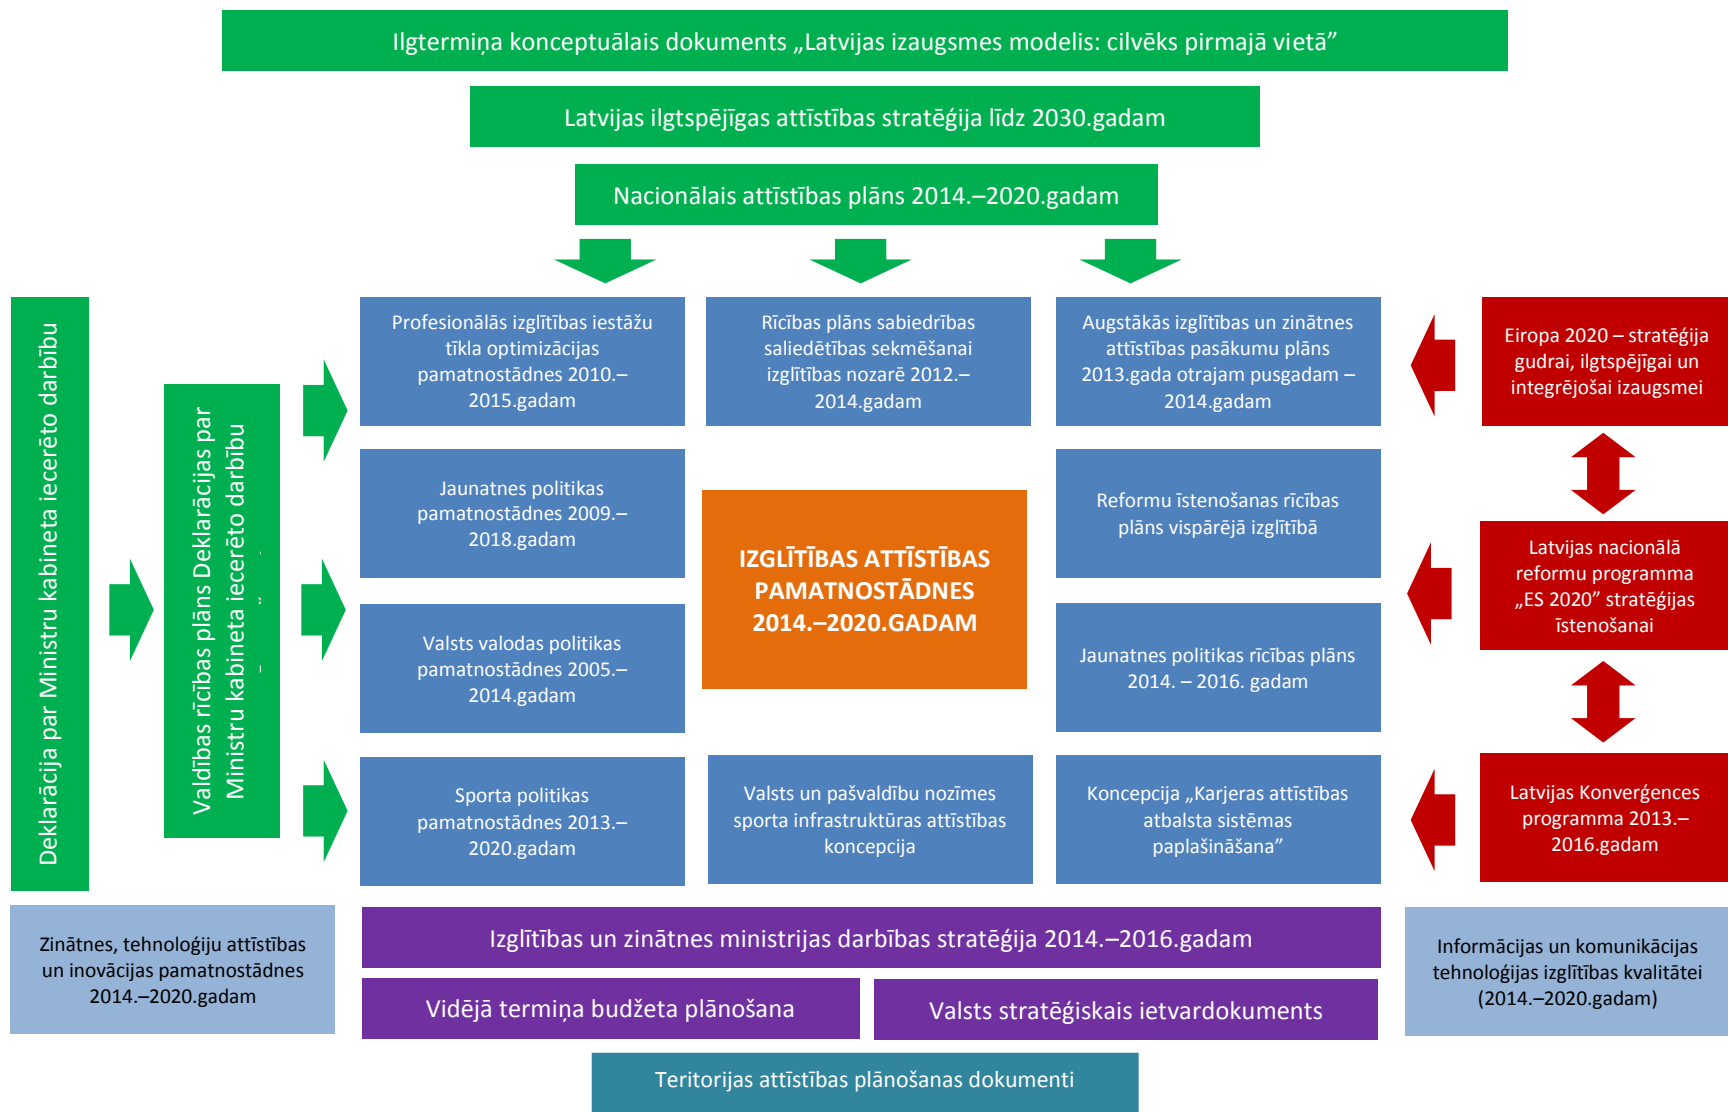 Ilgtermiņa konceptuālais dokuments „Latvijas izaugsmes modelis: cilvēks pirmajā vietā”
Latvijas ilgtspējīgas attīstības stratēģija līdz 2030.gadam
Nacionālais attīstības plāns 2014.–2020.gadam
Deklarācija par Ministru kabineta iecerēto darbību
Valdības rīcības plāns Deklarācijas par
Ministru kabineta iecerēto darbību
Profesionālās izglītības iestāžu
tīkla optimizācijas
pamatnostādnes 2010.–
2015.gadam
Rīcības plāns sabiedrības
saliedētības sekmēšanai
izglītības nozarē 2012.–
2014.gadam
Augstākās izglītības un zinātnes
attīstības pasākumu plāns
2013.gada otrajam pusgadam –
2014.gadam
Eiropa 2020 – stratēģija
gudrai, ilgtspējīgai un
integrējošai izaugsmei
Jaunatnes politikas
pamatnostādnes 2009.–
2018.gadam
IZGLĪTĪBAS ATTĪSTĪBAS
PAMATNOSTĀDNES
2014.–2020.GADAM
Reformu īstenošanas rīcības
plāns vispārējā izglītībā
Latvijas nacionālā
reformu programma
„ES 2020” stratēģijas
īstenošanai
Valsts valodas politikas
pamatnostādnes 2005.–
2014.gadam
Jaunatnes politikas rīcības plāns
2014. – 2016. gadam
Sporta politikas
pamatnostādnes 2013.–
2020.gadam
Valsts un pašvaldību nozīmes
sporta infrastruktūras attīstības
koncepcija
Koncepcija „Karjeras attīstības
atbalsta sistēmas
paplašināšana”
Latvijas Konverģences
programma 2013.–
2016.gadam
Zinātnes, tehnoloģiju attīstības
un inovācijas pamatnostādnes
2014.–2020.gadam
Izglītības un zinātnes ministrijas darbības stratēģija 2014.–2016.gadam
Vidējā termiņa budžeta plānošana
Valsts stratēģiskais ietvardokuments
Informācijas un komunikācijas
tehnoloģijas izglītības kvalitātei
(2014.–2020.gadam)
Teritorijas attīstības plānošanas dokumenti